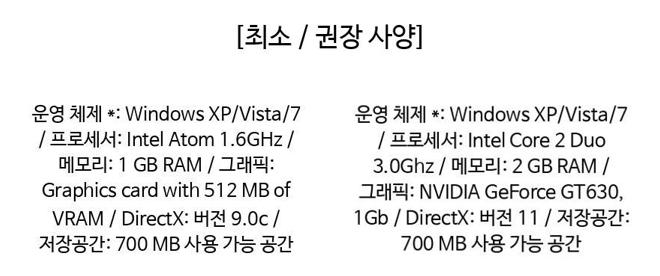 [최소 / 권장 사양]
운영 체제 *: Windows XP/Vista/7
/ 프로세서: Intel Atom 1.6GHz /
메모리: 1 GB RAM / 그래픽:
Graphics card with 512 MB of
VRAM / DirectX: 버전 9.0c /
저장공간: 700 MB 사용 가능 공간
운영 체제 *: Windows XP/Vista/7
/ 프로세서: Intel Core 2 Duo
3.0Ghz / 메모리: 2 GB RAM /
그래픽: NVIDIA GeForce GT630,
1Gb / DirectX: 버전 11 / 저장공간:
700 MB 사용 가능 공간